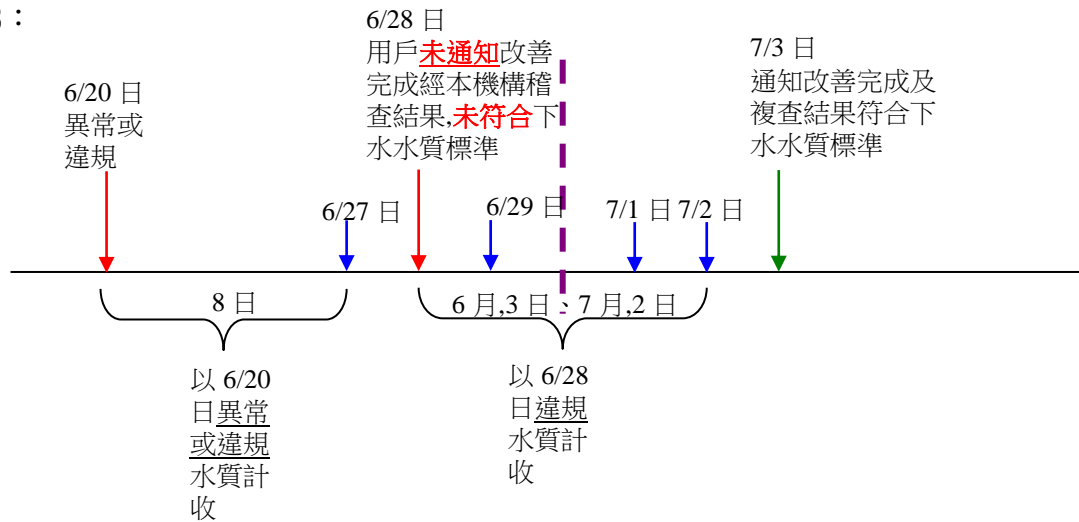 ：
6/28 日
用戶未通知改善
完成經本機構稽
查結果,未符合下
水水質標準
7/3 日
通知改善完成及
複查結果符合下
水水質標準
6/20 日
異常或
違規
6/27 日
6/29 日
7/1 日
7/2 日
8 日
6 月,3 日、7 月,2 日
以 6/20
日異常
或違規
水質計
收
以 6/28
日違規
水質計
收